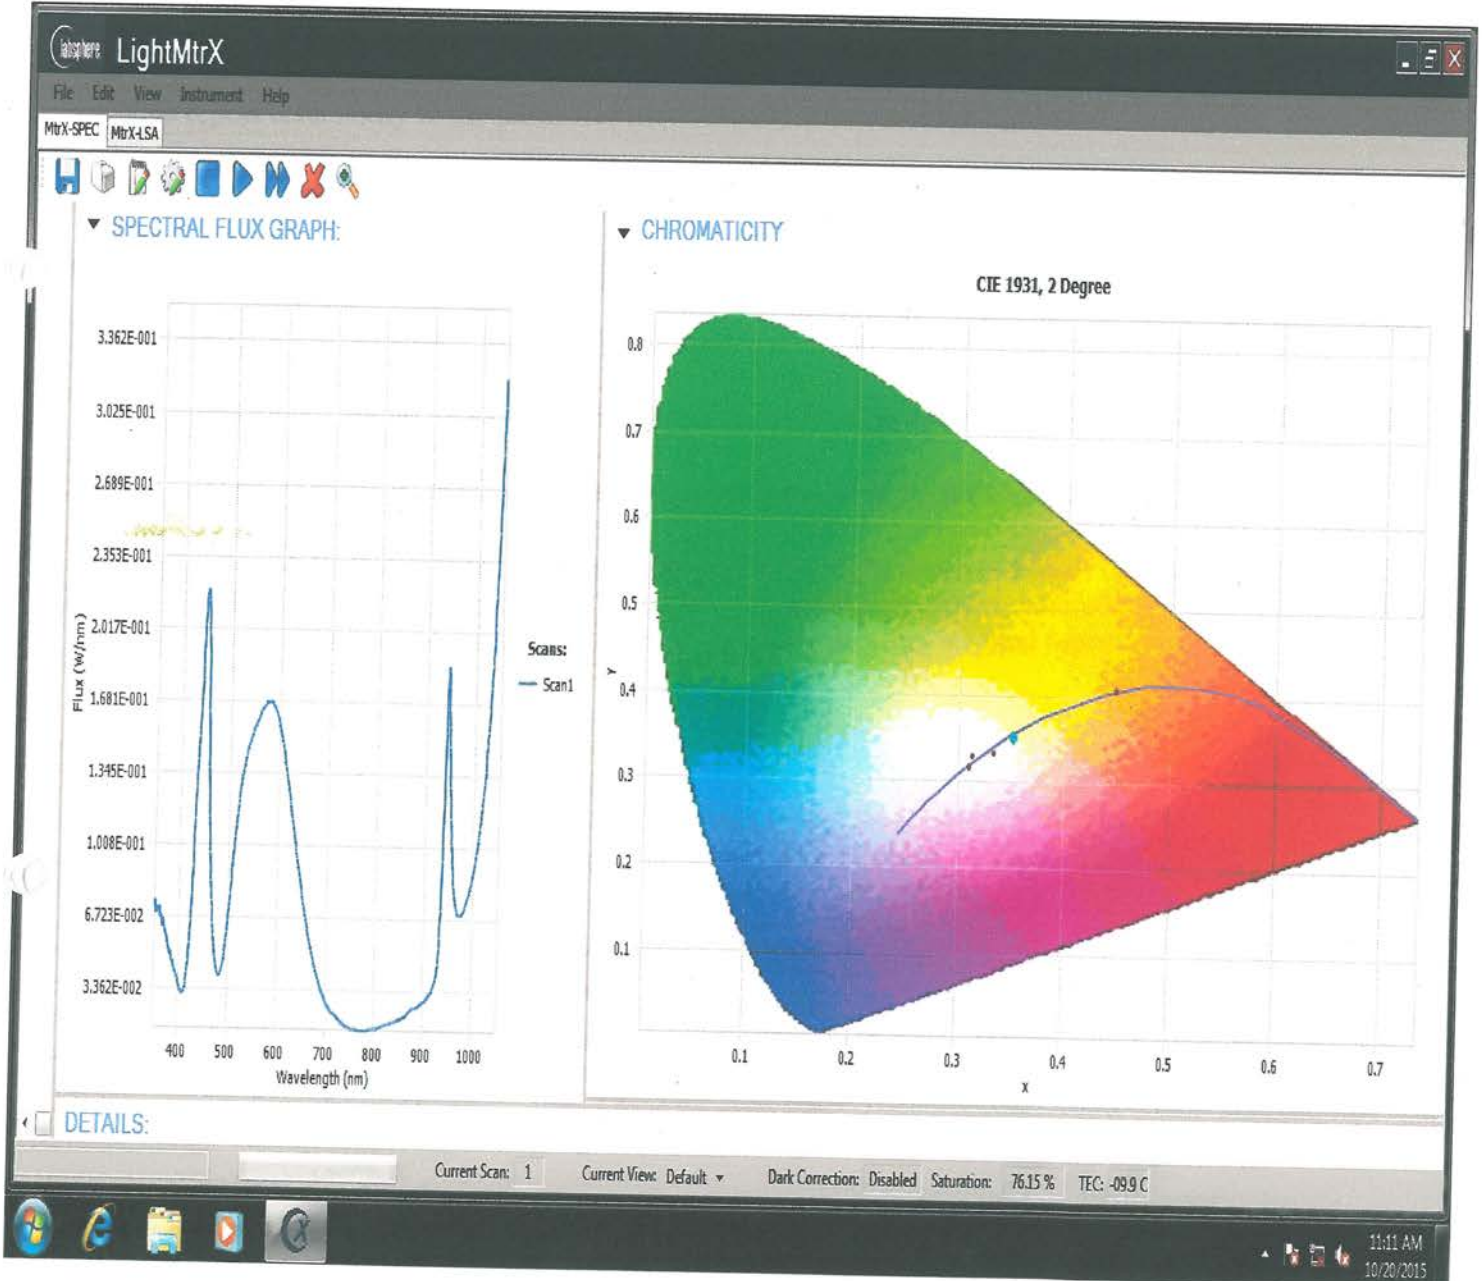 labsphere LightMtrX
File Edit View Instrument Help
MtrX-SPEC MtrX-LSA
SPECTRAL FLUX GRAPH:
3.362E-001
3.025E-001
2.689E-001
2.353E-001
2.017E-001
1.681E-001
1.345E-001
1.008E-001
6.723E-002
3.362E-002
Flux (W/nm)
400 500 600 700 800 900 1000
Wavelength (nm)
Scans:
Scan1
CHROMATICITY
CIE 1931, 2 Degree
0.8
0.7
0.6
0.5
0.4
0.3
0.2
0.1
Y
0.1 0.2 0.3 0.4 0.5 0.6 0.7
X
DETAILS:
Current Scan: 1 Current View: Default Dark Correction: Disabled Saturation: 76.15 % TEC: -09.9 C
11:11 AM
10/20/2015